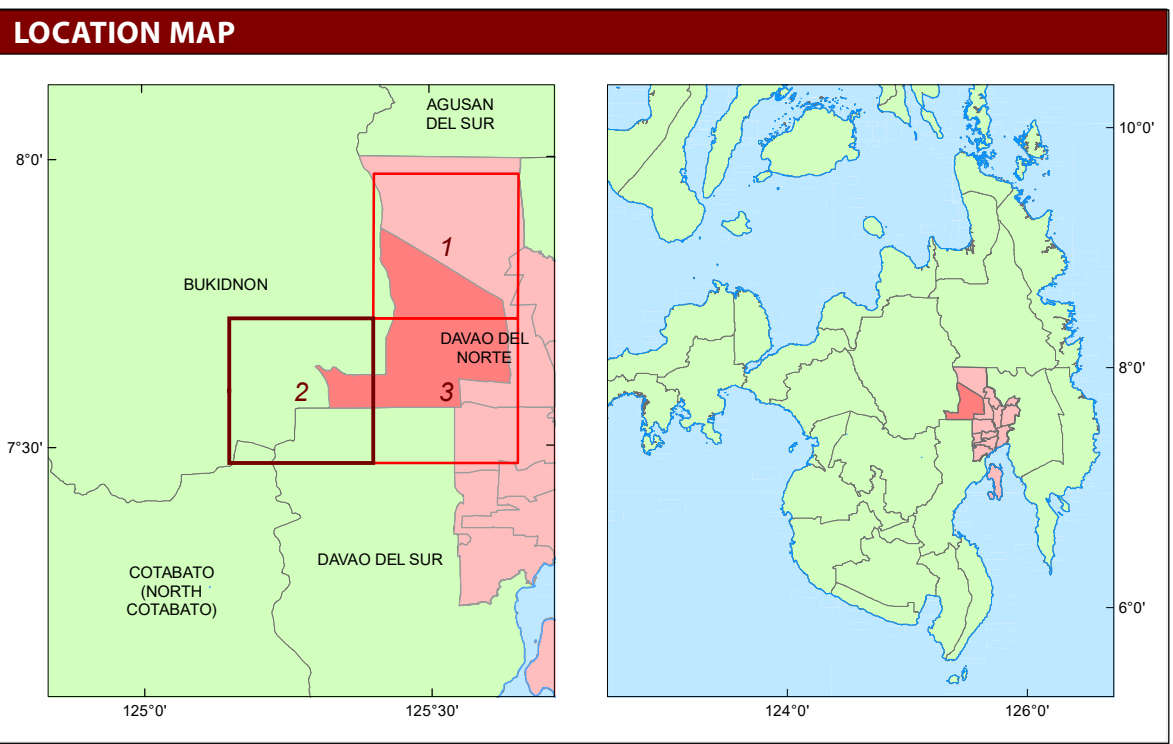 LOCATION MAP
AGUSAN
DEL SUR
8°0'
1
BUKIDNON
DAVAO DEL
NORTE
2
3
7°30'
DAVAO DEL SUR
COTABATO
(NORTH
COTABATO)
125°0'
125°30'
10°0'
8°0'
6°0'
124°0'
126°0'